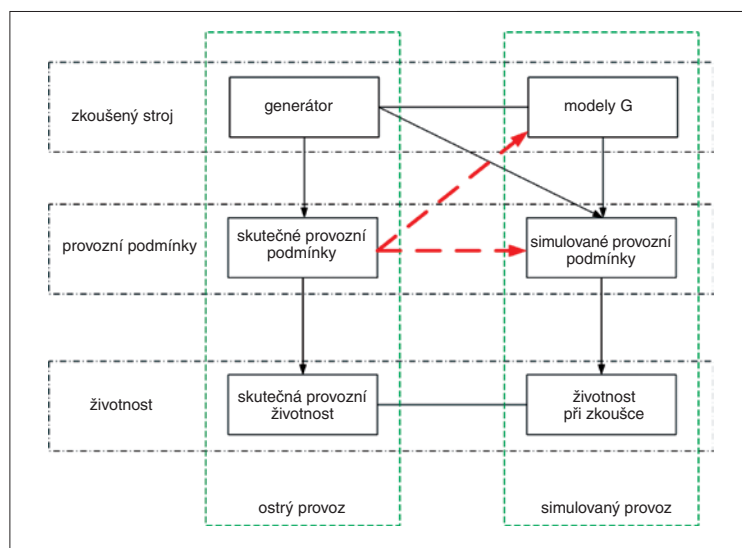 zkoušený stroj
generátor
modely G
provozní podmínky
skutečné provozní
podmínky
simulované provozní
podmínky
životnost
skutečná provozní
životnost
životnost
při zkoušce
ostrý provoz
simulovaný provoz